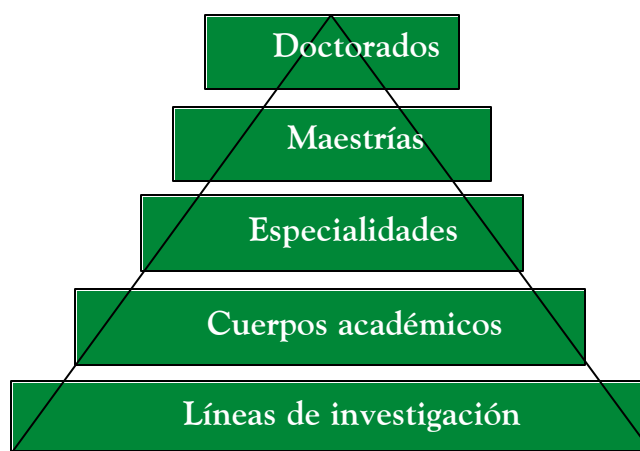 Doctorados
Maestrías
Especialidades
Cuerpos académicos
Líneas de investigación